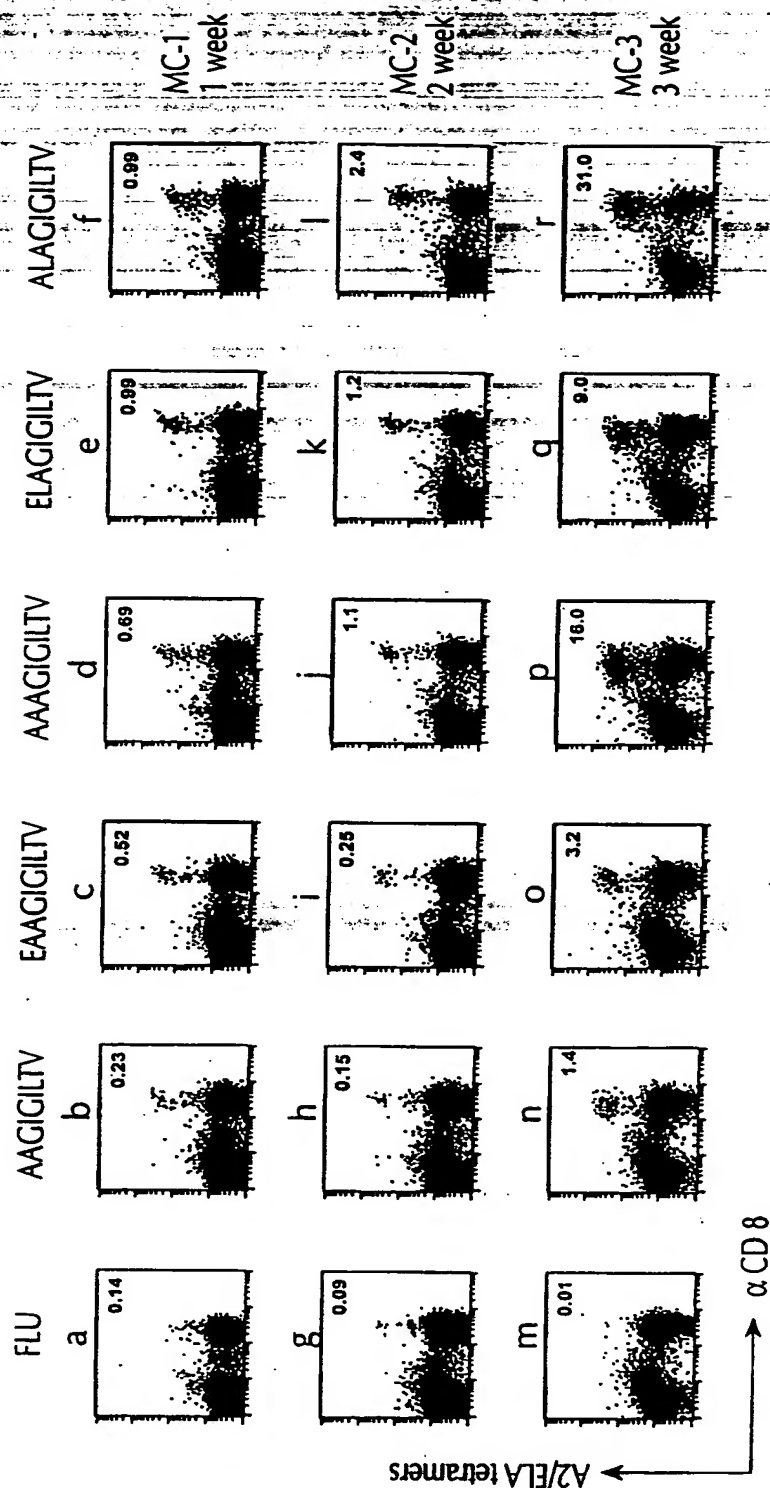 FLU AAGIGILTV EAAGIGILTV AAAGIGILTV ELAGIGILTV ALAGIGILTV
a b c d e f
0.14 0.23 0.52 0.69 0.99 0.99
MC-1
1 week
g h i j k l
0.09 0.15 0.25 1.1 1.2 2.4
MC-2
2 week
m n o p q r
0.01 1.4 3.2 16.0 9.0 31.0
MC-3
3 week
A2/ELA tetramers
α CD 8